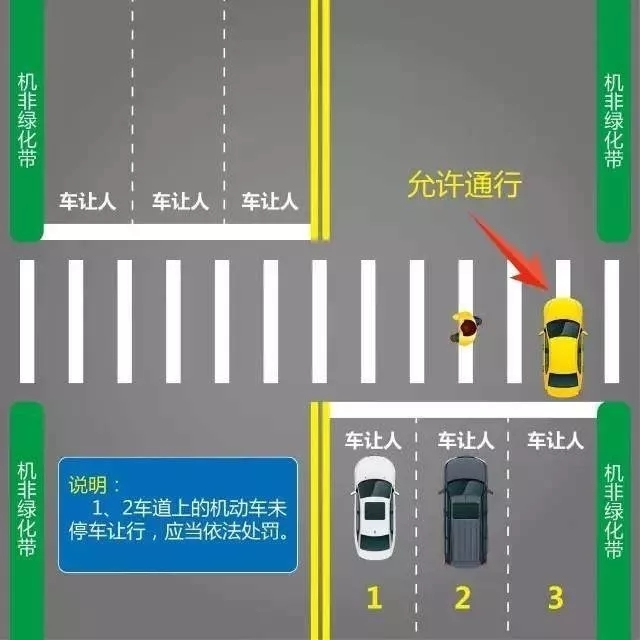 机非绿化带
机非绿化带
车让人 车让人 车让人
允许通行
机非绿化带
机非绿化带
车让人 车让人 车让人
说明：
1、2车道上的机动车未
停车让行，应当依法处罚。
1 2 3